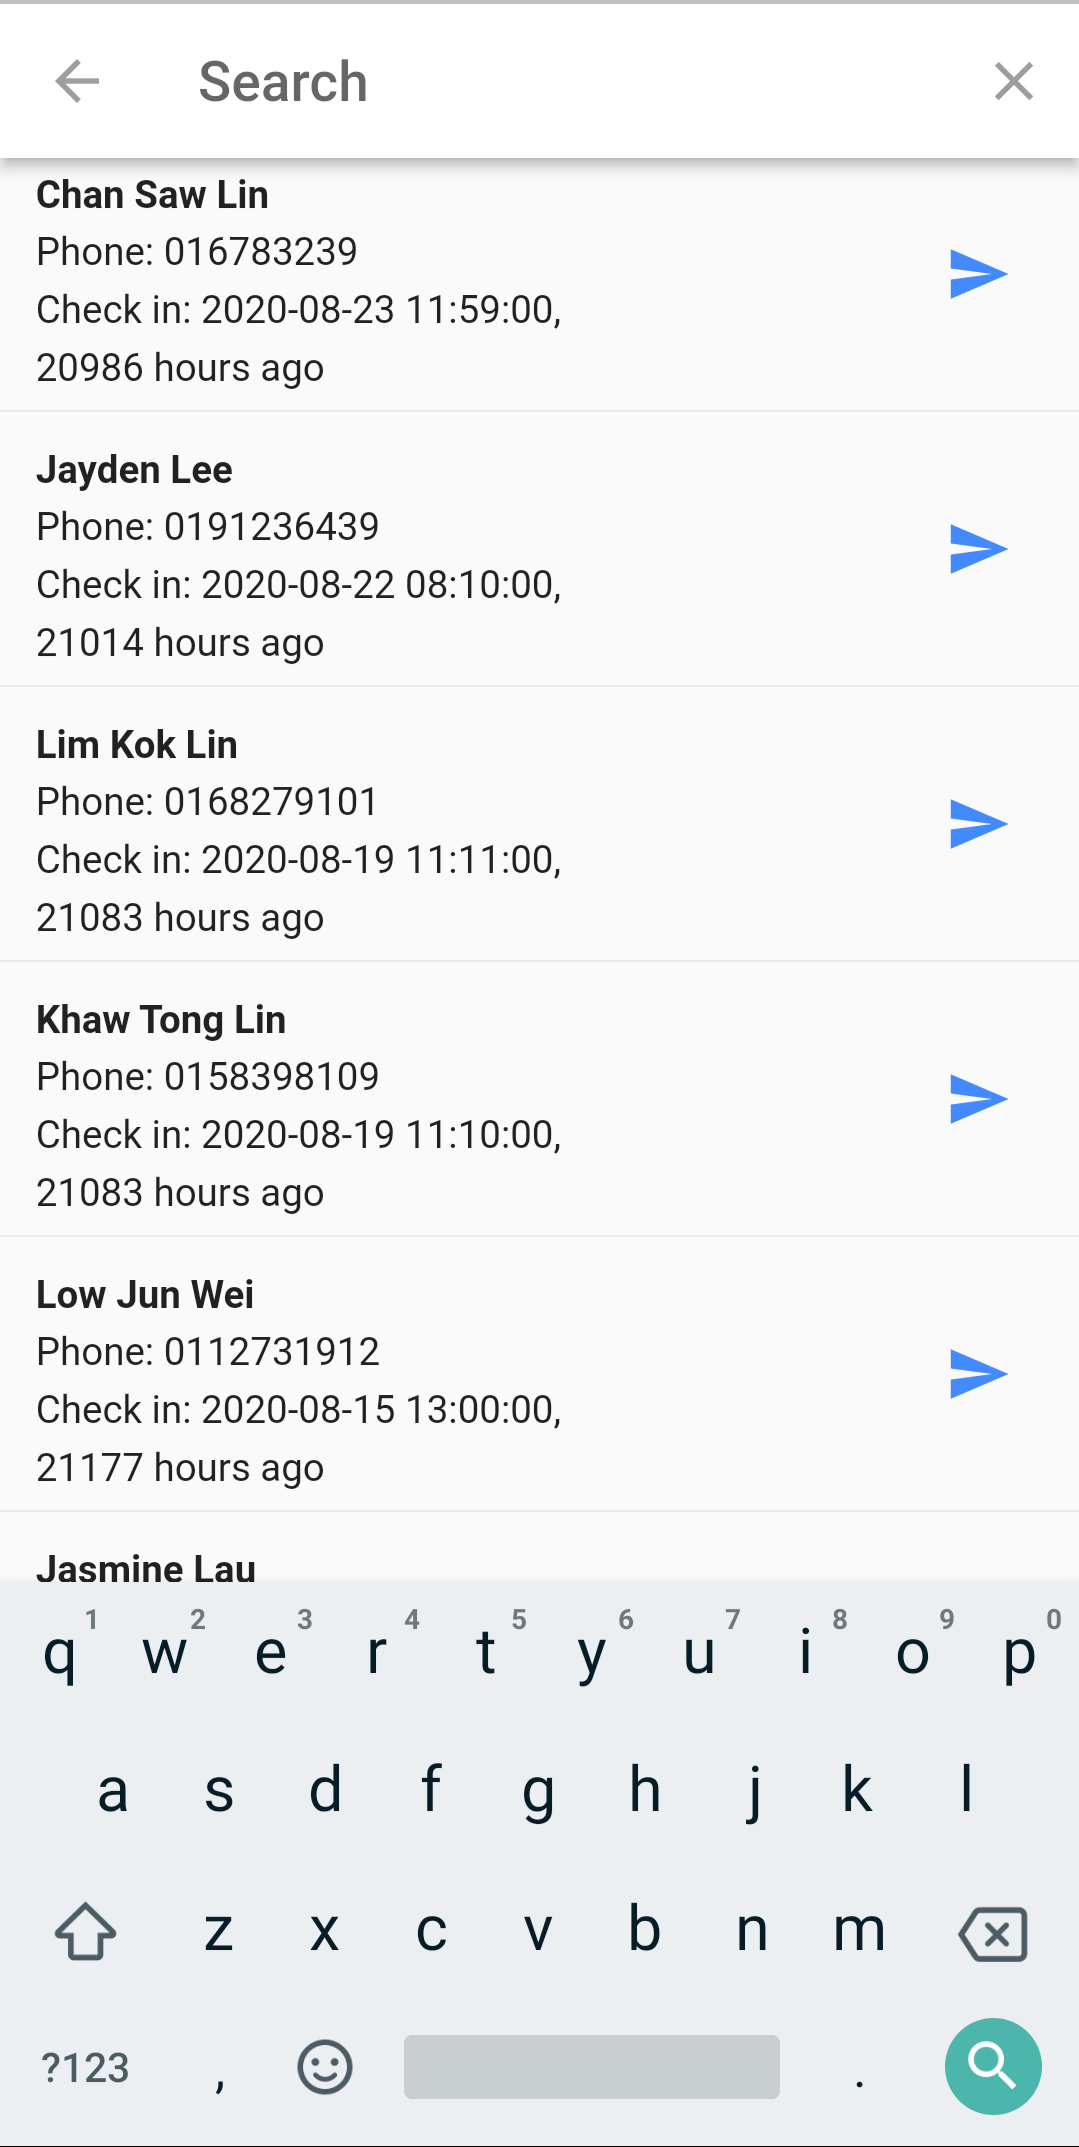 Search
Chan Saw Lin
Phone: 016783239
Check in: 2020-08-23 11:59:00,
20986 hours ago
Jayden Lee
Phone: 0191236439
Check in: 2020-08-22 08:10:00,
21014 hours ago
Lim Kok Lin
Phone: 0168279101
Check in: 2020-08-19 11:11:00,
21083 hours ago
Khaw Tong Lin
Phone: 0158398109
Check in: 2020-08-19 11:10:00,
21083 hours ago
Low Jun Wei
Phone: 0112731912
Check in: 2020-08-15 13:00:00,
21177 hours ago
Jasmine Lau
1 2 3 4 5 6 7 8 9 0
q w e r t y u i o p
a s d f g h j k l
z x c v b n m
?123 , .